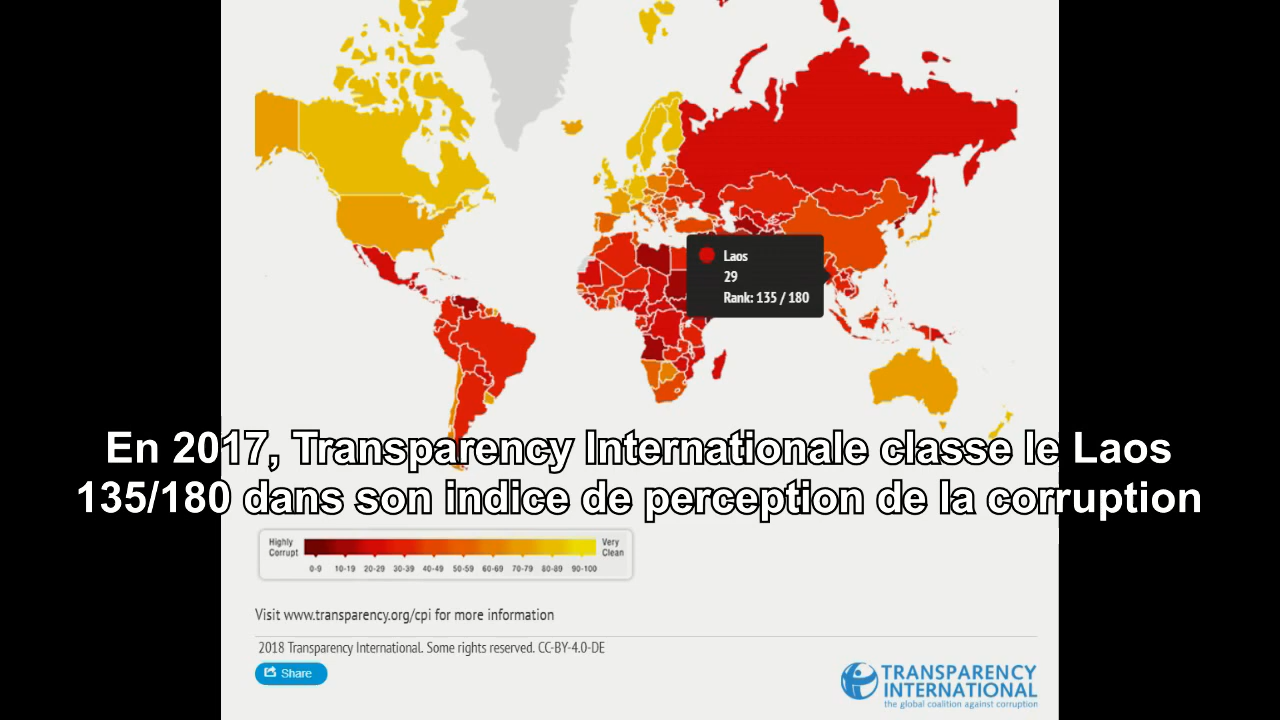 Laos
29
Rank: 135 / 180
En 2017, Transparency Internationale classe le Laos
135/180 dans son indice de perception de la corruption
Highly
Corrupt
Very
Clean
0-9 10-19 20-29 30-39 40-49 50-59 60-69 70-79 80-89 90-100
Visit www.transparency.org/cpi for more information
2018 Transparency International. Some rights reserved. CC-BY-4.0-DE
Share
TRANSPARENCY
INTERNATIONAL
the global coalition against corruption